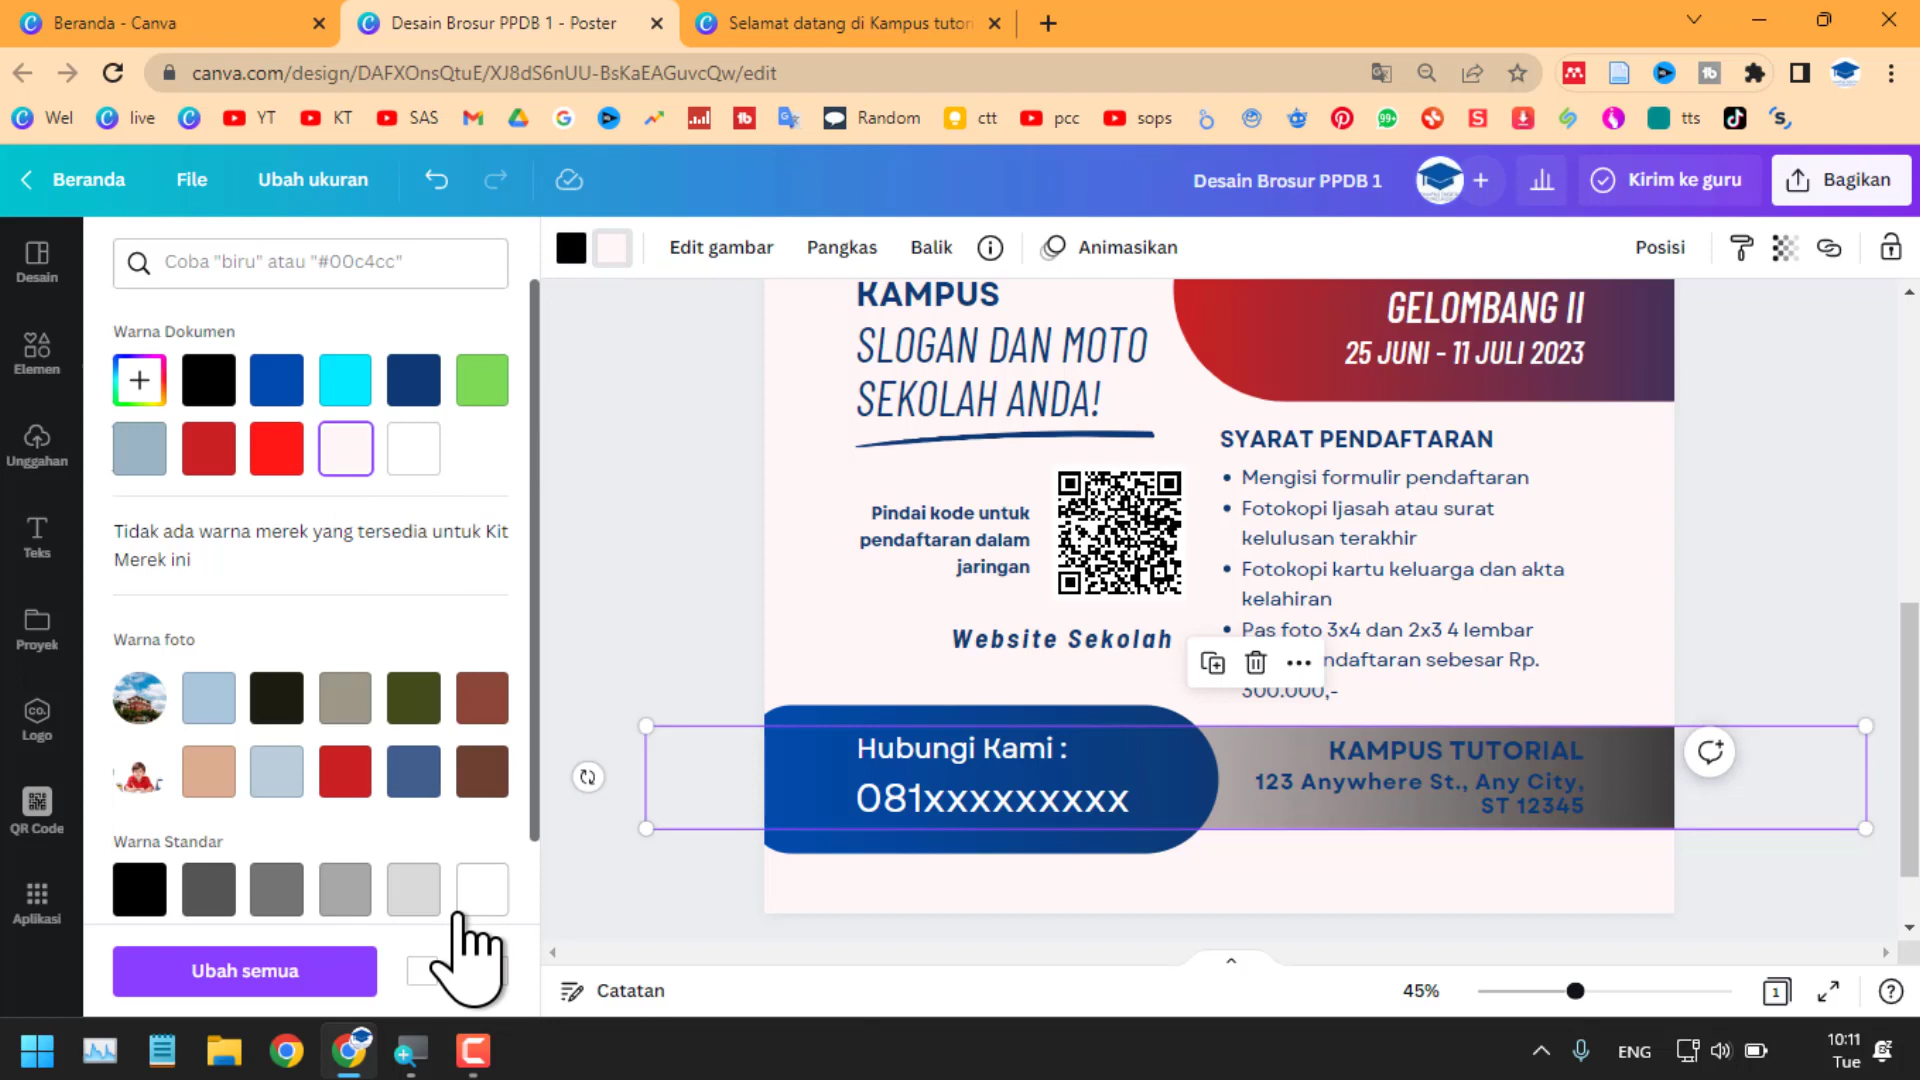 Beranda - Canva
Desain Brosur PPDB 1 - Poster
Selamat datang di Kampus tutor
canva.com/design/DAFXOnsQtuE/XJ8dS6nUU-BsKaEAGuvcQw/edit
Wel
live
YT
KT
SAS
Random
ctt
pcc
sops
99+
tts
Beranda
File
Ubah ukuran
Desain Brosur PPDB 1
Kirim ke guru
Bagikan
Desain
Elemen
Unggahan
Teks
Proyek
CO.
Logo
QR Code
Aplikasi
Coba "biru" atau "#00c4cc"
Warna Dokumen
Tidak ada warna merek yang tersedia untuk Kit
Merek ini
Warna foto
Warna Standar
Ubah semua
Edit gambar
Pangkas
Balik
Animasikan
Posisi
KAMPUS
SLOGAN DAN MOTO
SEKOLAH ANDA!
GELOMBANG II
25 JUNI - 11 JULI 2023
Pindai kode untuk
pendaftaran dalam
jaringan
Website Sekolah
SYARAT PENDAFTARAN
Mengisi formulir pendaftaran
Fotokopi Ijasah atau surat
kelulusan terakhir
Fotokopi kartu keluarga dan akta
kelahiran
Pas foto 3x4 dan 2x3 4 lembar
ndaftaran sebesar Rp.
300.000,-
Hubungi Kami :
081xxxxxxxxx
KAMPUS TUTORIAL
123 Anywhere St., Any City,
ST 12345
Catatan
45%
1
ENG
10:11
Tue